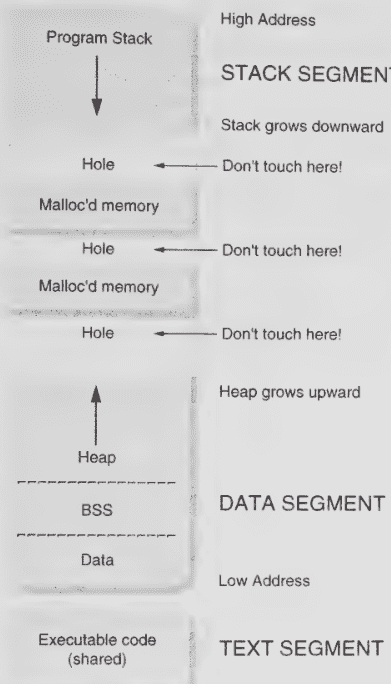 High Address
Program Stack
STACK SEGMENT
Stack grows downward
Hole
Don't touch here!
Malloc'd memory
Hole
Don't touch here!
Malloc'd memory
Hole
Don't touch here!
Heap grows upward
Heap
BSS
DATA SEGMENT
Data
Low Address
Executable code
(shared)
TEXT SEGMENT